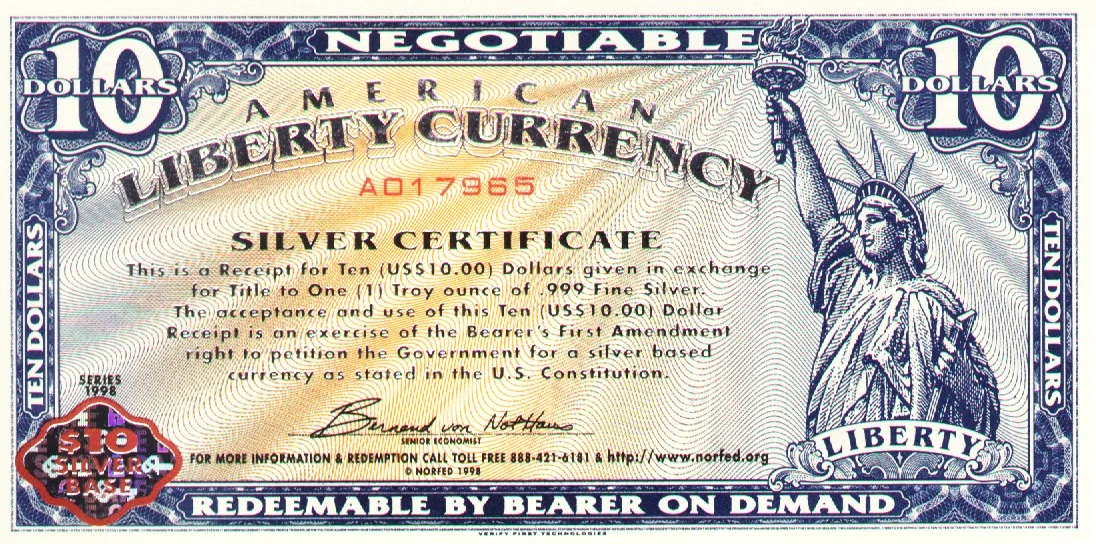 NEGOTIABLE
10
DOLLARS
10
DOLLARS
AMERICAN
LIBERTY CURRENCY
A017965
SILVER CERTIFICATE
This is a Receipt for Ten (US$10.00) Dollars given in exchange
for Title to One (1) Troy ounce of .999 Fine Silver.
The acceptance and use of this Ten (US$10.00) Dollar
Receipt is an exercise of the Bearer's First Amendment
right to petition the Government for a silver based
currency as stated in the U.S. Constitution.
TEN DOLLARS
TEN DOLLARS
SERIES
1998
$10
SILVER
BASE
Bernard von NotHaus
SENIOR ECONOMIST
FOR MORE INFORMATION & REDEMPTION CALL TOLL FREE 888-421-6181 & http://www.norfed.org
© NORFED 1998
LIBERTY
REDEEMABLE BY BEARER ON DEMAND
VERIFY FIRST TECHNOLOGIES